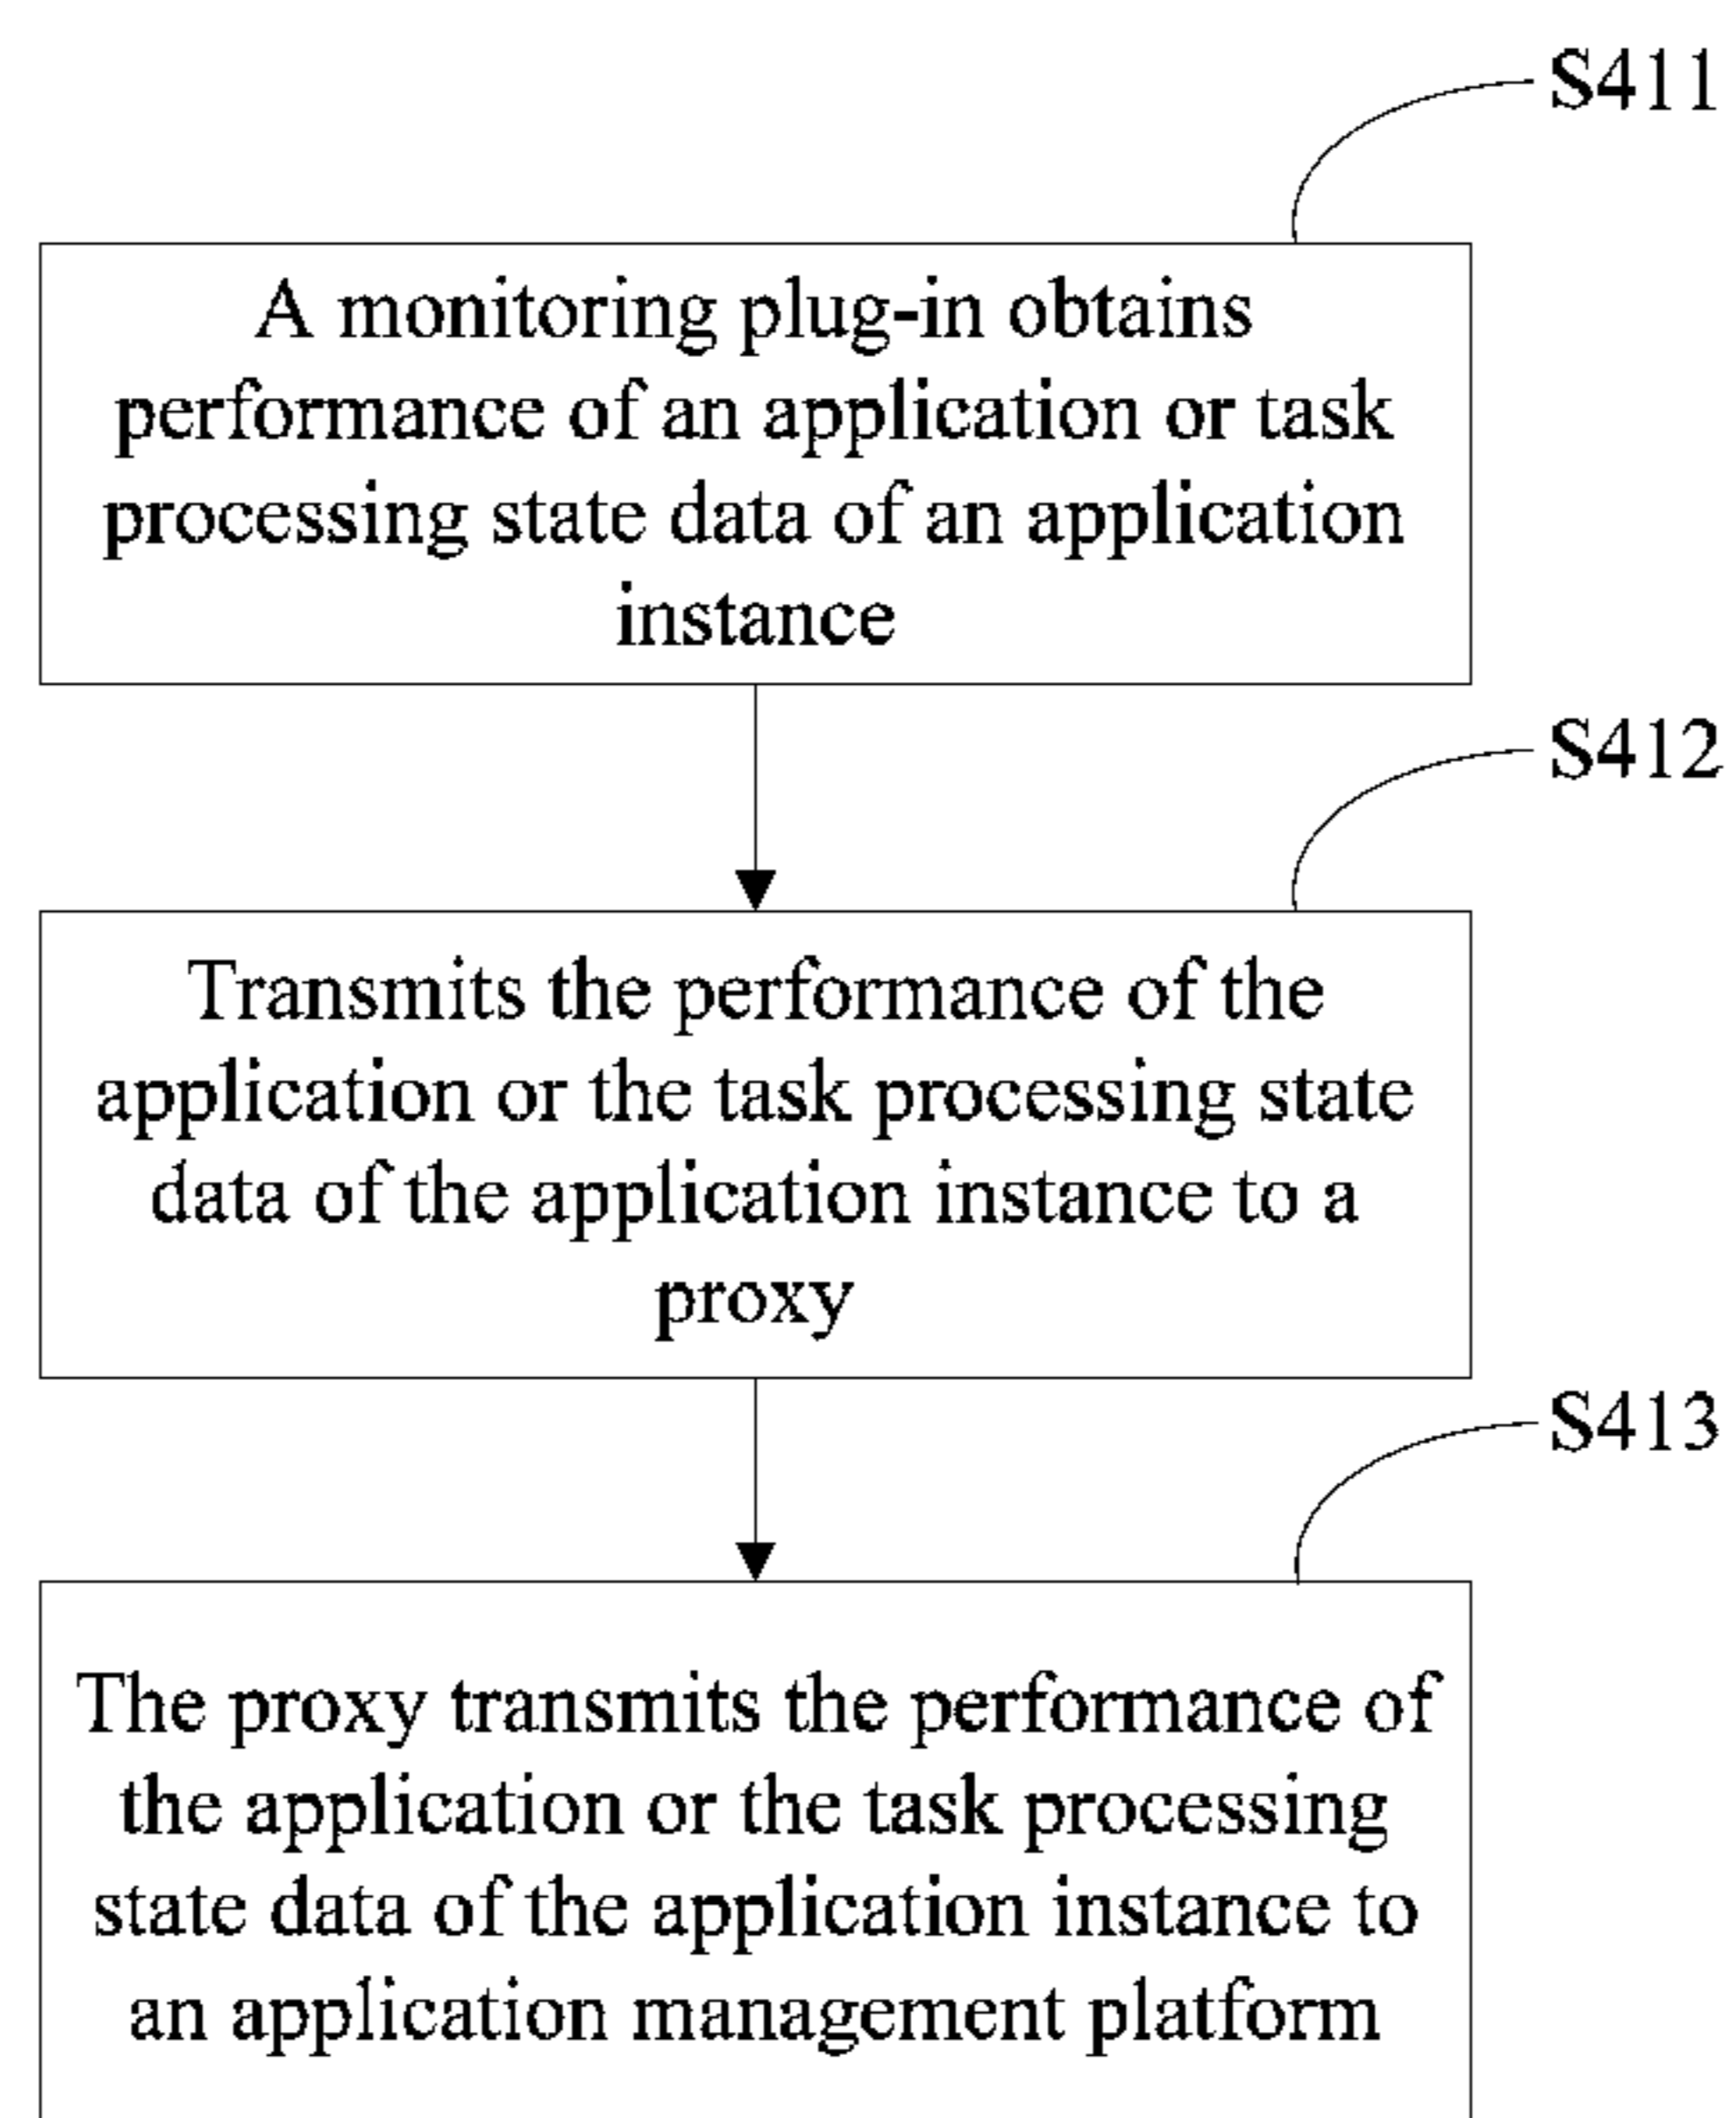 S411
A monitoring plug-in obtains
performance of an application or task
processing state data of an application
instance
S412
Transmits the performance of the
application or the task processing state
data of the application instance to a
proxy
S413
The proxy transmits the performance of
the application or the task processing
state data of the application instance to
an application management platform